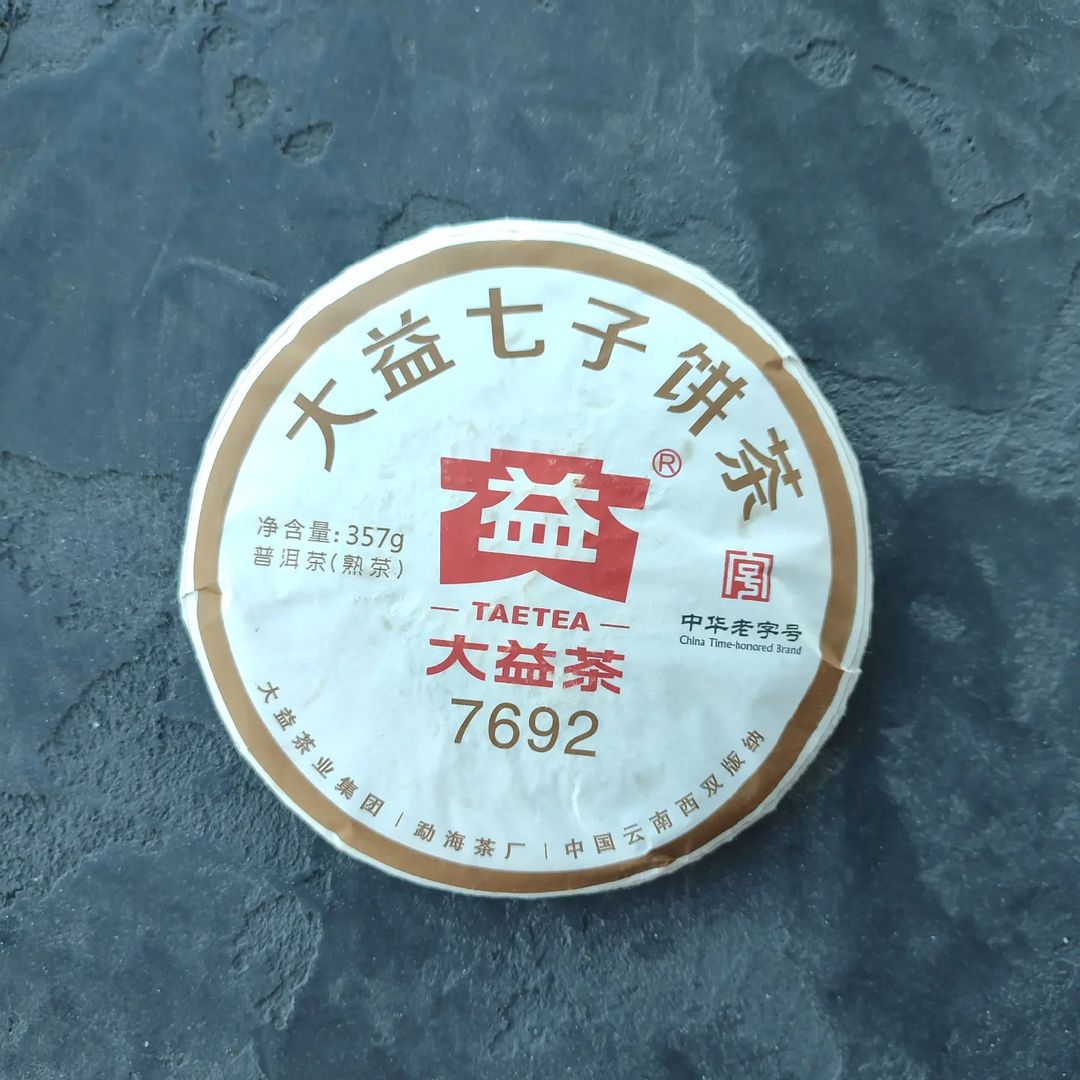 大益七子饼茶
益®
净含量:357g
普洱茶(熟茶)
TAETEA
大益茶
7692
中华老字号
China Time-honored Brand
大益茶业集团|勐海茶厂|中国云南西双版纳